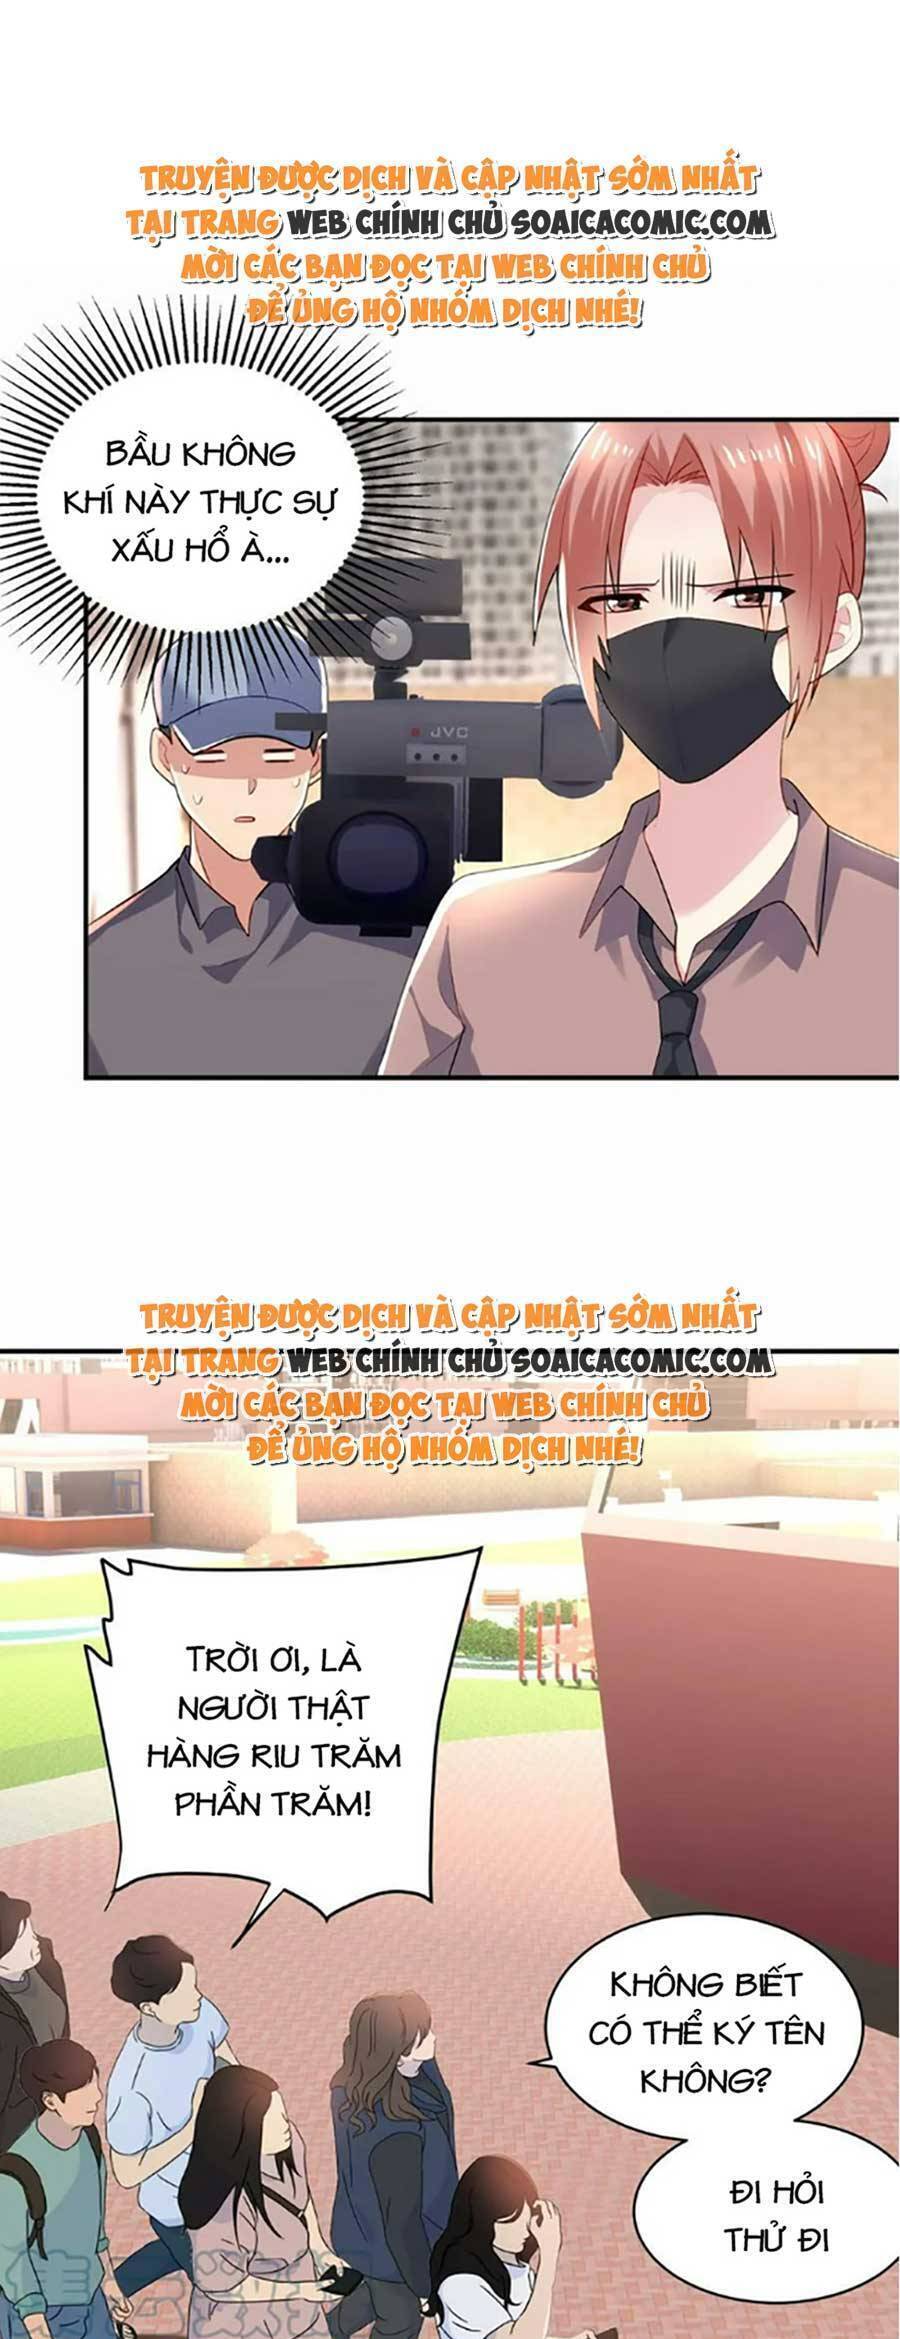 TRUYỆN ĐƯỢC DỊCH VÀ CẬP NHẬT SỚM NHẤT
TẠI TRANG WEB CHÍNH CHỦ SOAICACOMIC.COM
MỜI CÁC BẠN ĐỌC TẠI WEB CHÍNH CHỦ
ĐỂ ỦNG HỘ NHÓM DỊCH NHÉ!
BẦU KHÔNG
KHÍ NÀY THỰC SỰ
XẤU HỔ À...
JVC
TRUYỆN ĐƯỢC DỊCH VÀ CẬP NHẬT SỚM NHẤT
TẠI TRANG WEB CHÍNH CHỦ SOAICACOMIC.COM
MỜI CÁC BẠN ĐỌC TẠI WEB CHÍNH CHỦ
ĐỂ ỦNG HỘ NHÓM DỊCH NHÉ!
TRỜI ƠI, LÀ
NGƯỜI THẬT
HÀNG RIU TRĂM
PHẦN TRĂM!
KHÔNG BIẾT
CÓ THỂ KÝ TÊN
KHÔNG?
ĐI HỎI
THỬ ĐI